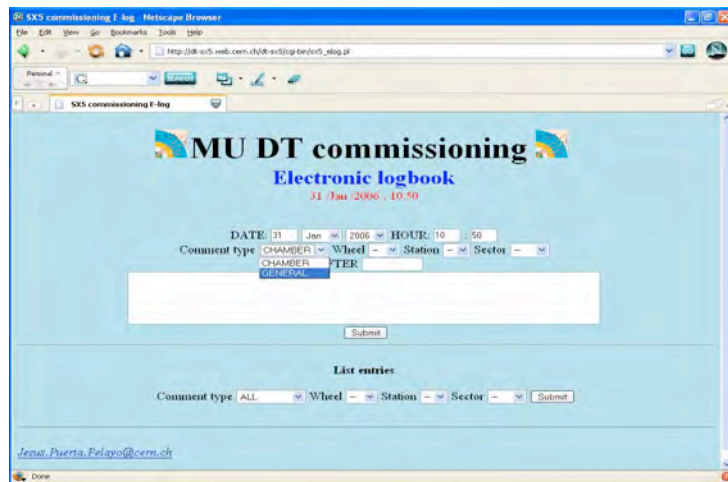 SX5 commissioning E-log - Netscape Browser
File Edit View Go Bookmarks Tools Help
http://dt-sx5.web.cern.ch/dt-sx5/cgi-bin/sx5_elog.pl
Personal
SX5 commissioning E-log
MU DT commissioning
Electronic logbook
31 /Jan /2006 , 10:50
DATE: 31 Jan 2006 HOUR: 10 : 50
Comment type CHAMBER Wheel - Station - Sector -
CHAMBER
GENERAL
Submit
List entries
Comment type ALL Wheel - Station - Sector - Submit
Jesus.Puerta.Pelayo@cern.ch
Done